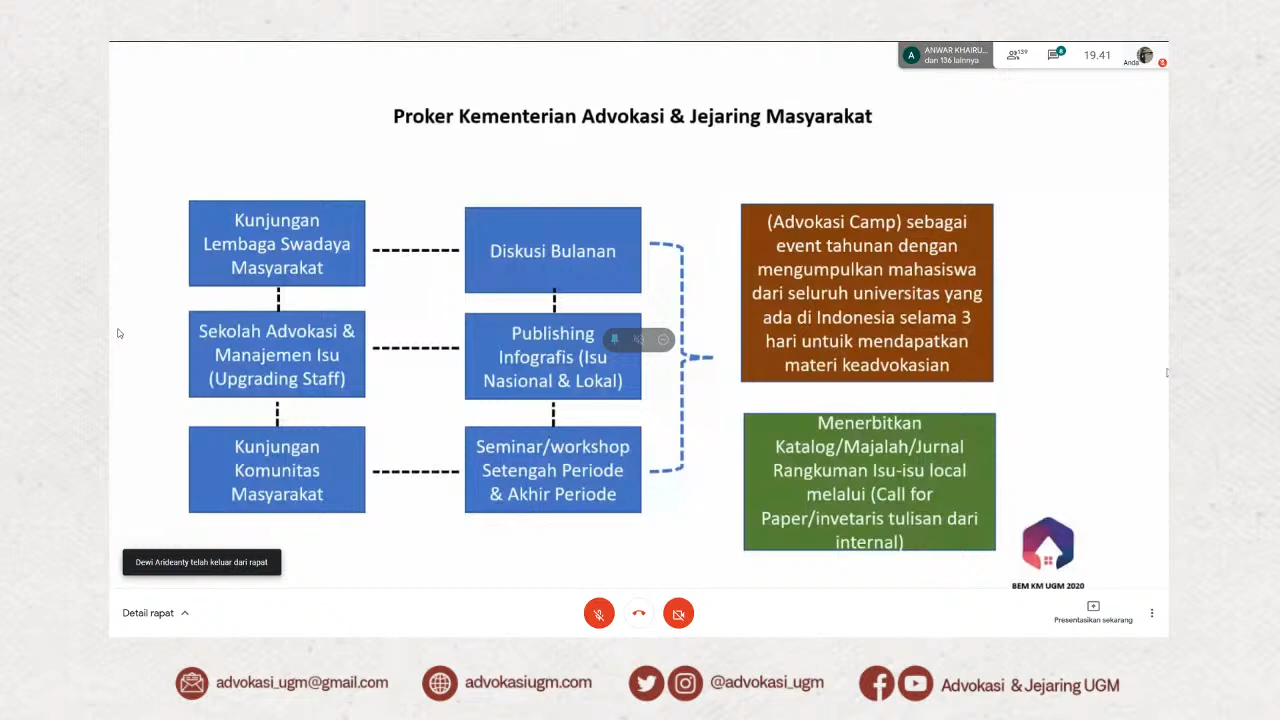 A
ANWAR KHAIRU...
dan 136 lainnya
139
8
19.41
Anda
Proker Kementerian Advokasi & Jejaring Masyarakat
Kunjungan
Lembaga Swadaya
Masyarakat
Diskusi Bulanan
(Advokasi Camp) sebagai
event tahunan dengan
mengumpulkan mahasiswa
dari seluruh universitas yang
ada di Indonesia selama 3
hari untuik mendapatkan
materi keadvokasian
Sekolah Advokasi &
Manajemen Isu
(Upgrading Staff)
Publishing
Infografis (Isu
Nasional & Lokal)
Kunjungan
Komunitas
Masyarakat
Seminar/workshop
Setengah Periode
& Akhir Periode
Menerbitkan
Katalog/Majalah/Jurnal
Rangkuman Isu-isu local
melalui (Call for
Paper/invetaris tulisan dari
internal)
BEM KM UGM 2020
Dewi Arideanty telah keluar dari rapat
Detail rapat
Presentasikan sekarang
advokasi_ugm@gmail.com
advokasiugm.com
@advokasi_ugm
Advokasi & Jejaring UGM